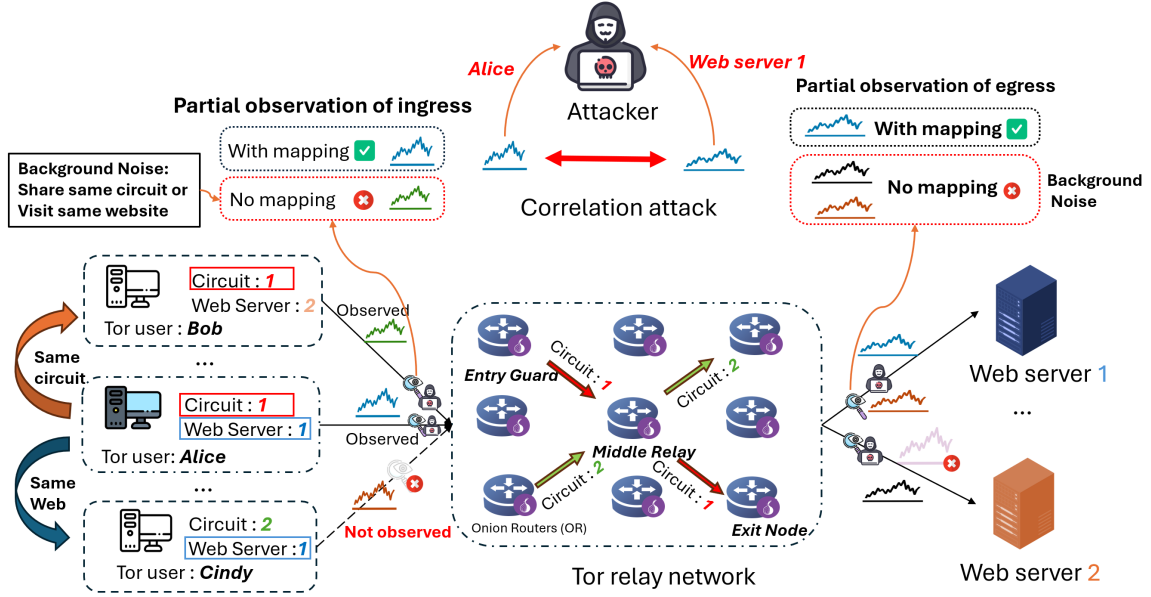 Alice
Web server 1
Attacker
Correlation attack
Partial observation of ingress
With mapping
No mapping
Background Noise:
Share same circuit or
Visit same website
Partial observation of egress
With mapping
No mapping
Background
Noise
Circuit : 1
Web Server : 2
Tor user : Bob
...
Same
circuit
Circuit : 1
Web Server : 1
Tor user: Alice
...
Same
Web
Circuit : 2
Web Server :1
Tor user : Cindy
Observed
Observed
Not observed
Entry Guard
Circuit : 1
Circuit : 2
Middle Relay
Circuit : 2
Circuit : 1
Onion Routers (OR)
Exit Node
Tor relay network
Web server 1
...
Web server 2